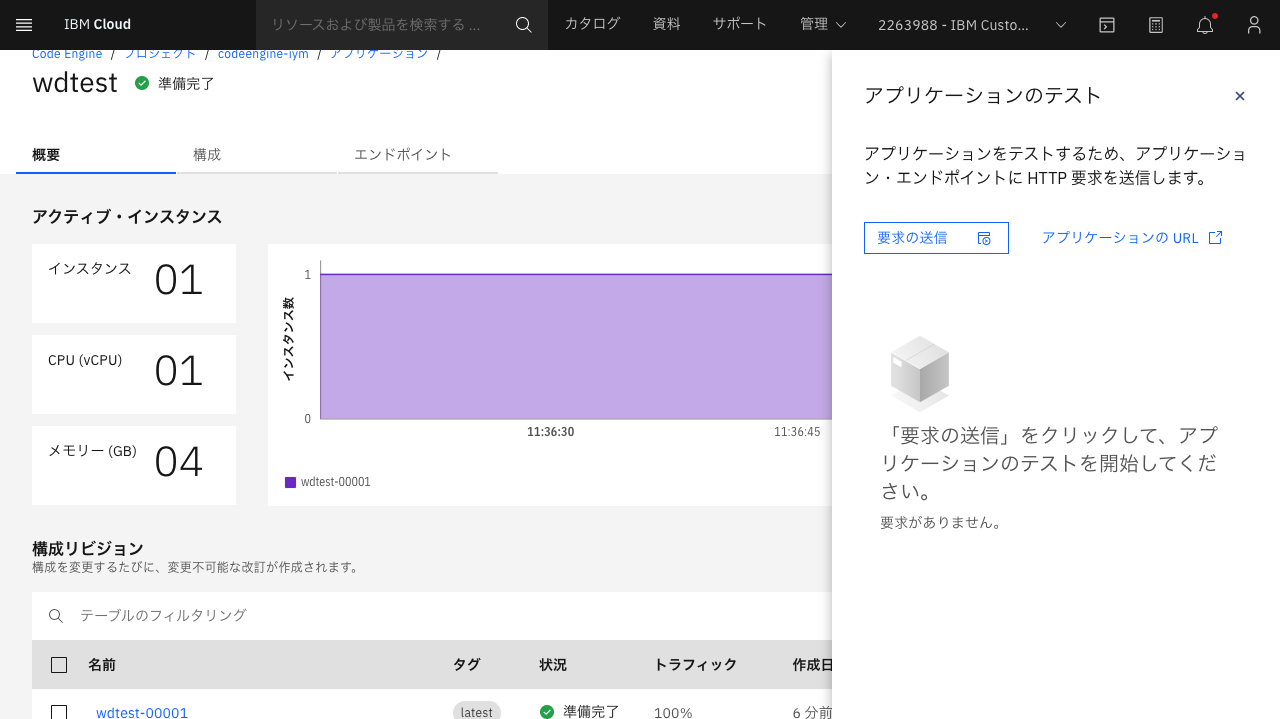 IBM Cloud
リソースおよび製品を検索する ...
カタログ
資料
サポート
管理
2263988 - IBM Custo...
Code Engine / プロジェクト / codeengine-iym / アプリケーション /
wdtest
準備完了
概要
構成
エンドポイント
アクティブ・インスタンス
インスタンス
01
CPU (vCPU)
01
メモリー (GB)
04
インスタンス数
1
0
11:36:30
11:36:45
wdtest-00001
構成リビジョン
構成を変更するたびに、変更不可能な改訂が作成されます。
テーブルのフィルタリング
名前
タグ
状況
トラフィック
作成日
wdtest-00001
latest
準備完了
100%
6 分前
アプリケーションのテスト
アプリケーションをテストするため、アプリケーショ
ン・エンドポイントに HTTP 要求を送信します。
要求の送信
アプリケーションの URL
「要求の送信」をクリックして、アプ
リケーションのテストを開始してくだ
さい。
要求がありません。